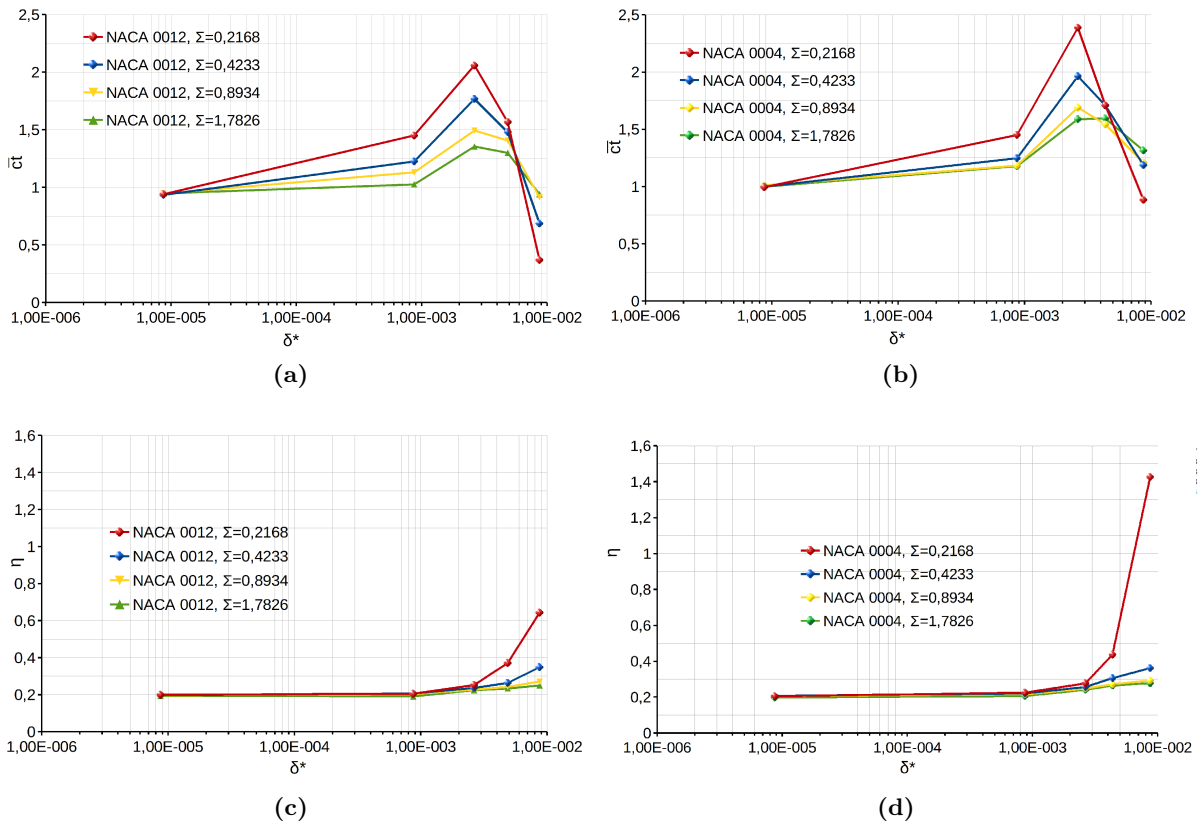 2,5
2
1,5
1
0,5
0
c̅t̅
NACA 0012, Σ=0,2168
NACA 0012, Σ=0,4233
NACA 0012, Σ=0,8934
NACA 0012, Σ=1,7826
1,00E-006 1,00E-005 1,00E-004 1,00E-003 1,00E-002
δ*
(a)
2,5
2
1,5
1
0,5
0
c̅t̅
NACA 0004, Σ=0,2168
NACA 0004, Σ=0,4233
NACA 0004, Σ=0,8934
NACA 0004, Σ=1,7826
1,00E-006 1,00E-005 1,00E-004 1,00E-003 1,00E-002
δ*
(b)
1,6
1,4
1,2
1
0,8
0,6
0,4
0,2
0
η
NACA 0012, Σ=0,2168
NACA 0012, Σ=0,4233
NACA 0012, Σ=0,8934
NACA 0012, Σ=1,7826
1,00E-006 1,00E-005 1,00E-004 1,00E-003 1,00E-002
δ*
(c)
1,6
1,4
1,2
1
0,8
0,6
0,4
0,2
0
η
NACA 0004, Σ=0,2168
NACA 0004, Σ=0,4233
NACA 0004, Σ=0,8934
NACA 0004, Σ=1,7826
1,00E-006 1,00E-005 1,00E-004 1,00E-003 1,00E-002
δ*
(d)